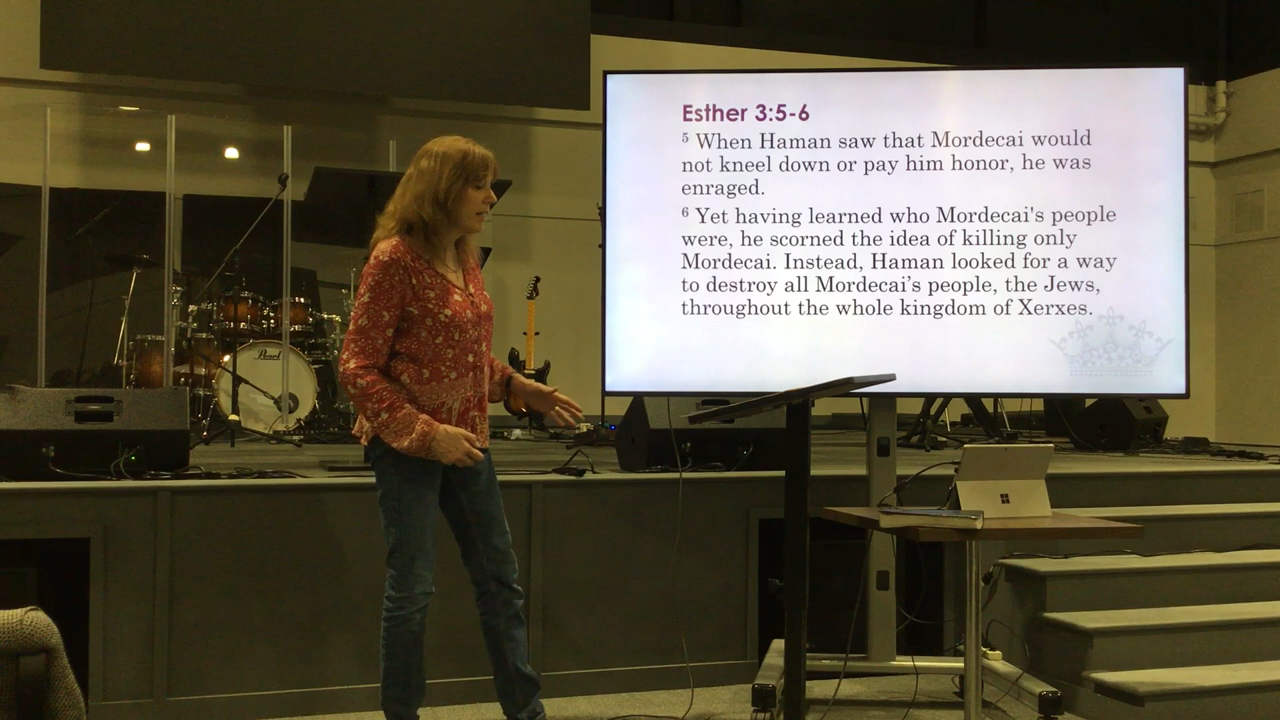 Esther 3:5-6
5 When Haman saw that Mordecai would
not kneel down or pay him honor, he was
enraged.
6 Yet having learned who Mordecai's people
were, he scorned the idea of killing only
Mordecai. Instead, Haman looked for a way
to destroy all Mordecai’s people, the Jews,
throughout the whole kingdom of Xerxes.
Pearl